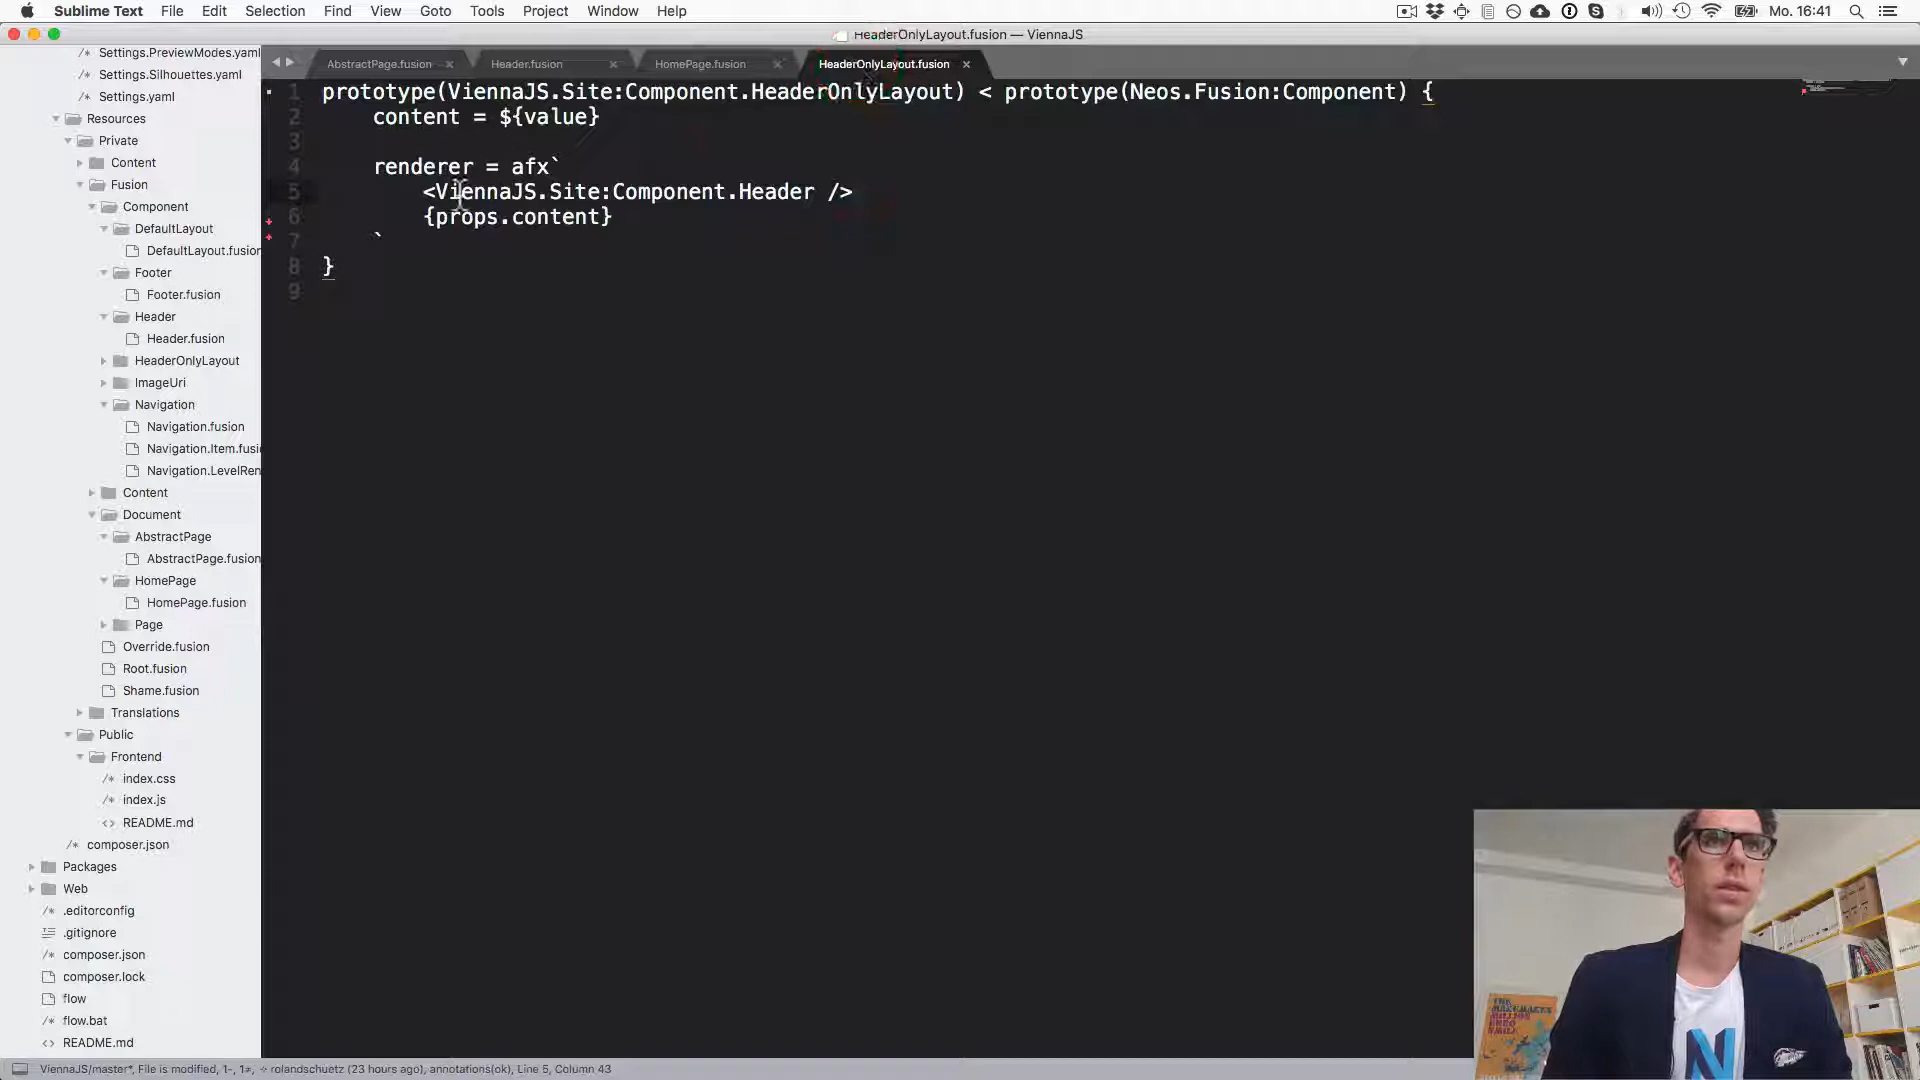 Sublime Text File Edit Selection Find View Goto Tools Project Window Help Mo. 16:41
HeaderOnlyLayout.fusion — ViennaJS
AbstractPage.fusion Header.fusion HomePage.fusion HeaderOnlyLayout.fusion
/* Settings.PreviewModes.yaml
/* Settings.Silhouettes.yaml
/* Settings.yaml
Resources
Private
Content
Fusion
Component
DefaultLayout
DefaultLayout.fusion
Footer
Footer.fusion
Header
Header.fusion
HeaderOnlyLayout
ImageUri
Navigation
Navigation.fusion
Navigation.Item.fusi
Navigation.LevelRen
Content
Document
AbstractPage
AbstractPage.fusion
HomePage
HomePage.fusion
Page
Override.fusion
Root.fusion
Shame.fusion
Translations
Public
Frontend
/* index.css
/* index.js
<> README.md
/* composer.json
Packages
Web
/* .editorconfig
.gitignore
/* composer.json
composer.lock
flow
/* flow.bat
<> README.md
1 prototype(ViennaJS.Site:Component.HeaderOnlyLayout) < prototype(Neos.Fusion:Component) {
2 content = ${value}
3
4 renderer = afx`
5 <ViennaJS.Site:Component.Header />
6 {props.content}
7 `
8 }
9
ViennaJS/master*, File is modified, 1-, 1≠, ⊹ rolandschuetz (23 hours ago), annotations(ok), Line 5, Column 43